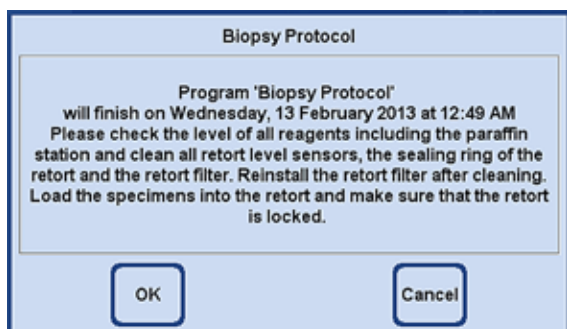 Biopsy Protocol
Program 'Biopsy Protocol'
will finish on Wednesday, 13 February 2013 at 12:49 AM
Please check the level of all reagents including the paraffin
station and clean all retort level sensors, the sealing ring of the
retort and the retort filter. Reinstall the retort filter after cleaning.
Load the specimens into the retort and make sure that the retort
is locked.
OK
Cancel